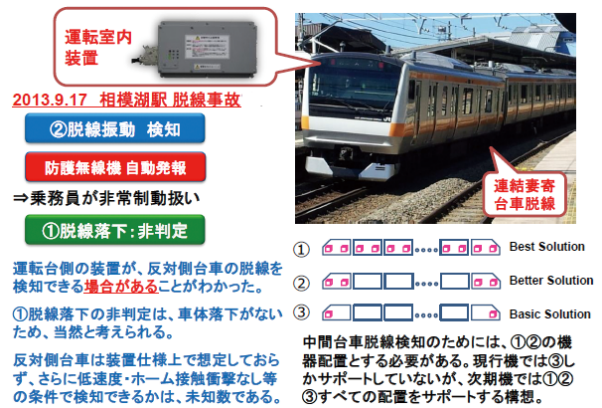 運転室内
装置
2013.9.17 相模湖駅 脱線事故
②脱線振動 検知
防護無線機 自動発報
⇒乗務員が非常制動扱い
①脱線落下:非判定
運転台側の装置が、反対側台車の脱線を
検知できる場合があることがわかった。
①脱線落下の非判定は、車体落下がない
ため、当然と考えられる。
反対側台車は装置仕様上で想定しておら
ず、さらに低速度・ホーム接触衝撃なし等
の条件で検知できるかは、未知数である。
連結妻寄
台車脱線
① Best Solution
② Better Solution
③ Basic Solution
中間台車脱線検知のためには、①②の機
器配置とする必要がある。現行機では③し
かサポートしていないが、次期機では①②
③すべての配置をサポートする構想。